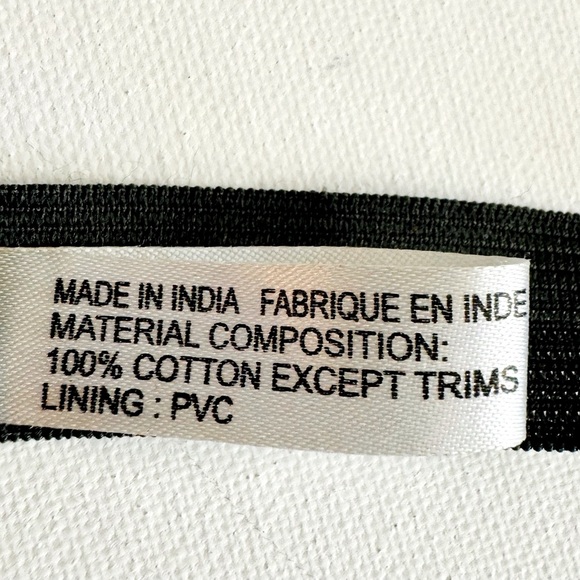 MADE IN INDIA FABRIQUE EN INDE
MATERIAL COMPOSITION:
100% COTTON EXCEPT TRIMS
LINING : PVC